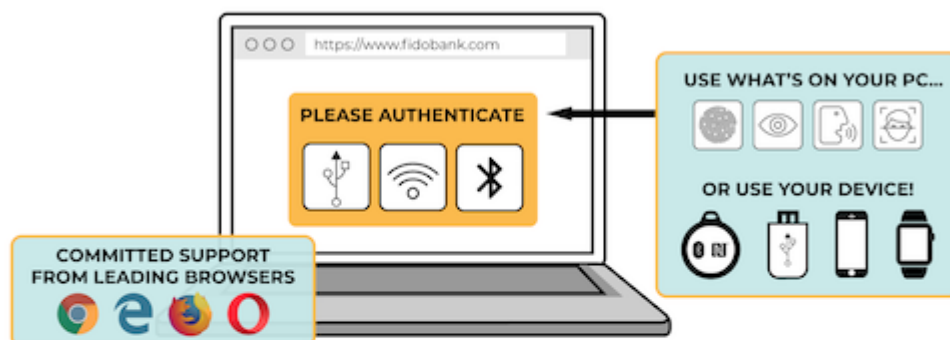 https://www.fidobank.com
PLEASE AUTHENTICATE
USE WHAT'S ON YOUR PC...
OR USE YOUR DEVICE!
COMMITTED SUPPORT
FROM LEADING BROWSERS